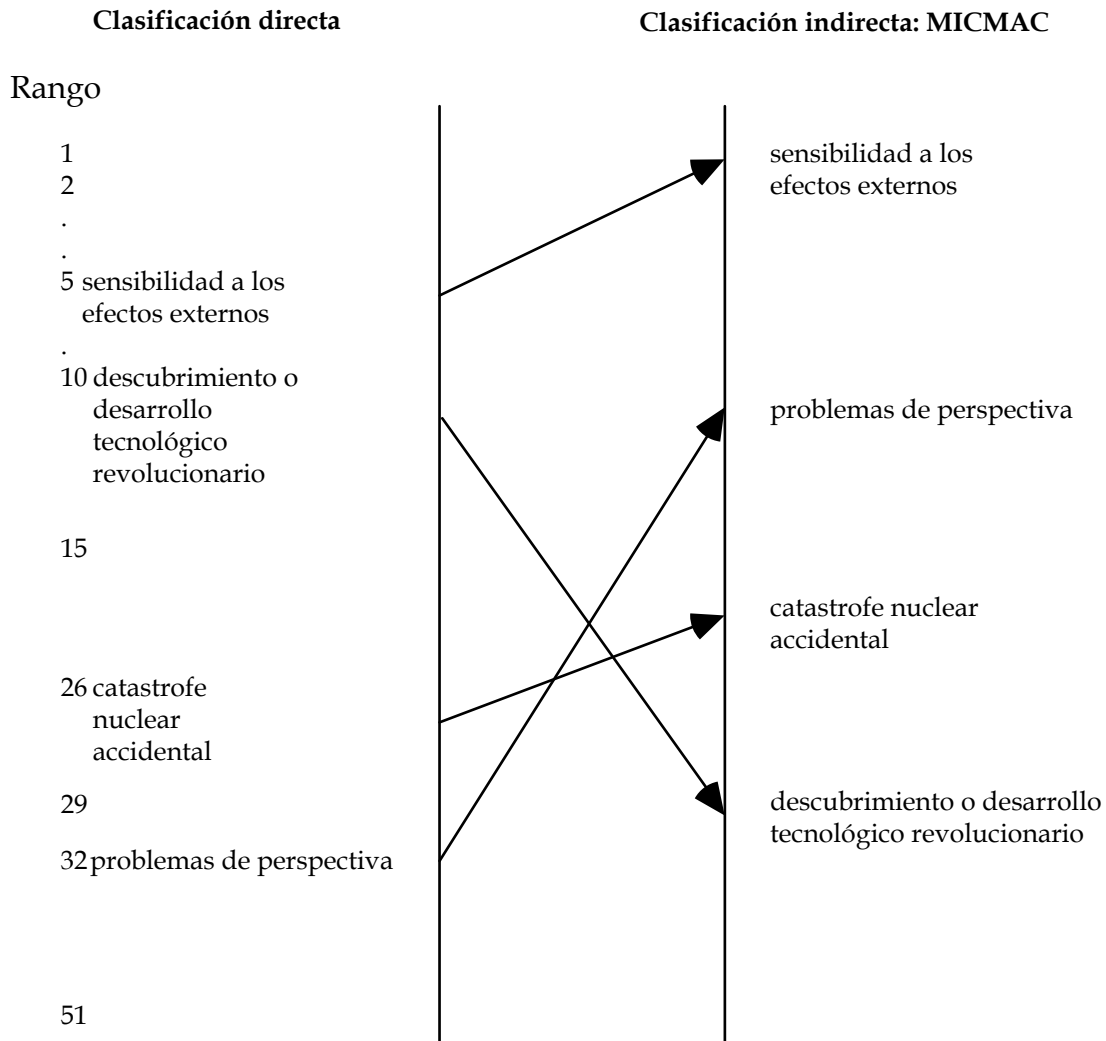 Clasificación directa
Clasificación indirecta: MICMAC
Rango
1
2
.
.
5 sensibilidad a los
efectos externos
.
10 descubrimiento o
desarrollo
tecnológico
revolucionario
15
26 catastrofe
nuclear
accidental
29
32 problemas de perspectiva
51
sensibilidad a los
efectos externos
problemas de perspectiva
catastrofe nuclear
accidental
descubrimiento o desarrollo
tecnológico revolucionario